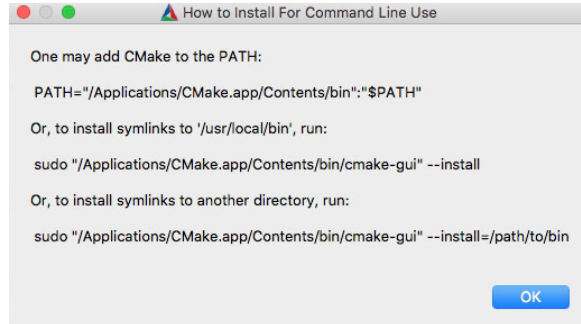 How to Install For Command Line Use
One may add CMake to the PATH:
PATH="/Applications/CMake.app/Contents/bin":"$PATH"
Or, to install symlinks to '/usr/local/bin', run:
sudo "/Applications/CMake.app/Contents/bin/cmake-gui" --install
Or, to install symlinks to another directory, run:
sudo "/Applications/CMake.app/Contents/bin/cmake-gui" --install=/path/to/bin
OK